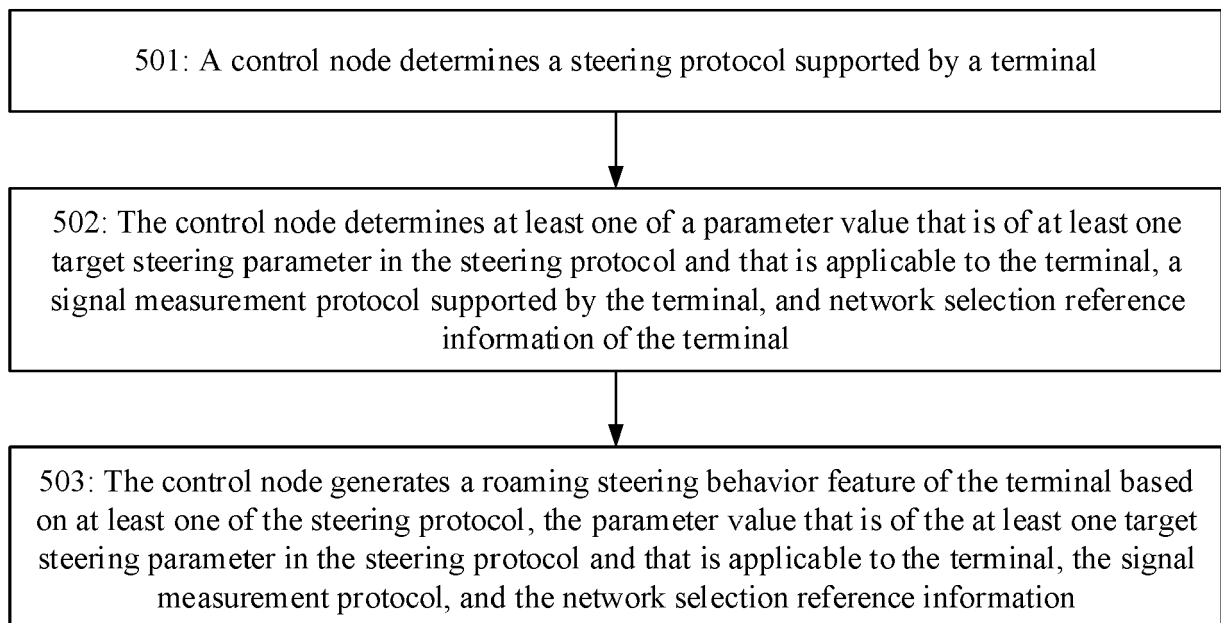 501: A control node determines a steering protocol supported by a terminal
502: The control node determines at least one of a parameter value that is of at least one
target steering parameter in the steering protocol and that is applicable to the terminal, a
signal measurement protocol supported by the terminal, and network selection reference
information of the terminal
503: The control node generates a roaming steering behavior feature of the terminal based
on at least one of the steering protocol, the parameter value that is of the at least one target
steering parameter in the steering protocol and that is applicable to the terminal, the signal
measurement protocol, and the network selection reference information